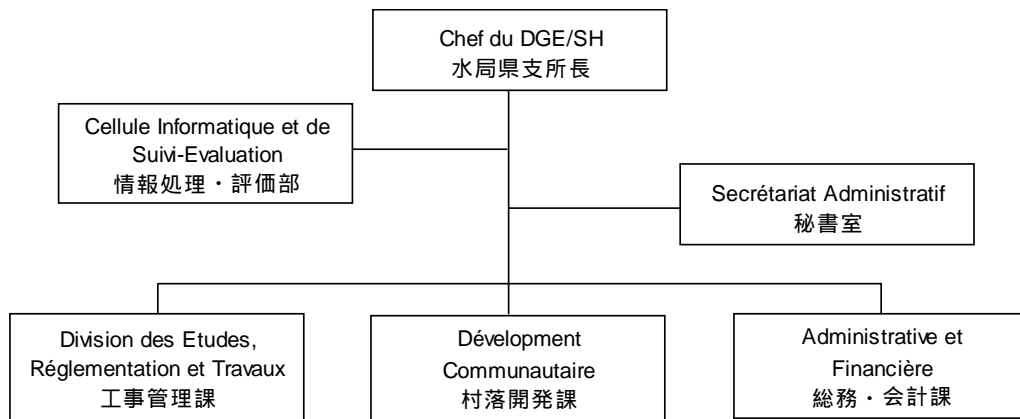 Chef du DGE/SH
水局県支所長
Cellule Informatique et de
Suivi-Evaluation
情報処理・評価部
Secrétariat Administratif
秘書室
Division des Etudes,
Réglementation et Travaux
工事管理課
Dévelopment
Communautaire
村落開発課
Administrative et
Financière
総務・会計課